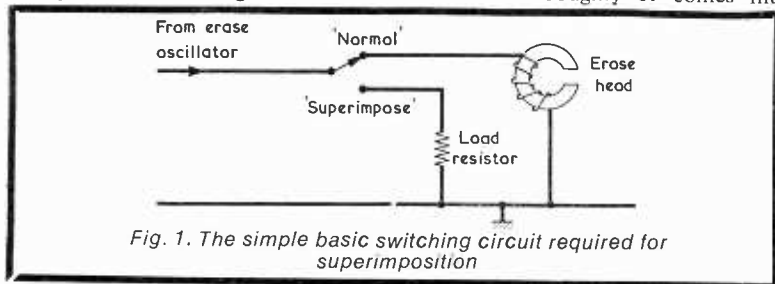 From erase
oscillator
'Normal'
'Superimpose'
Erase
head
Load
resistor
Fig. 1. The simple basic switching circuit required for
superimposition